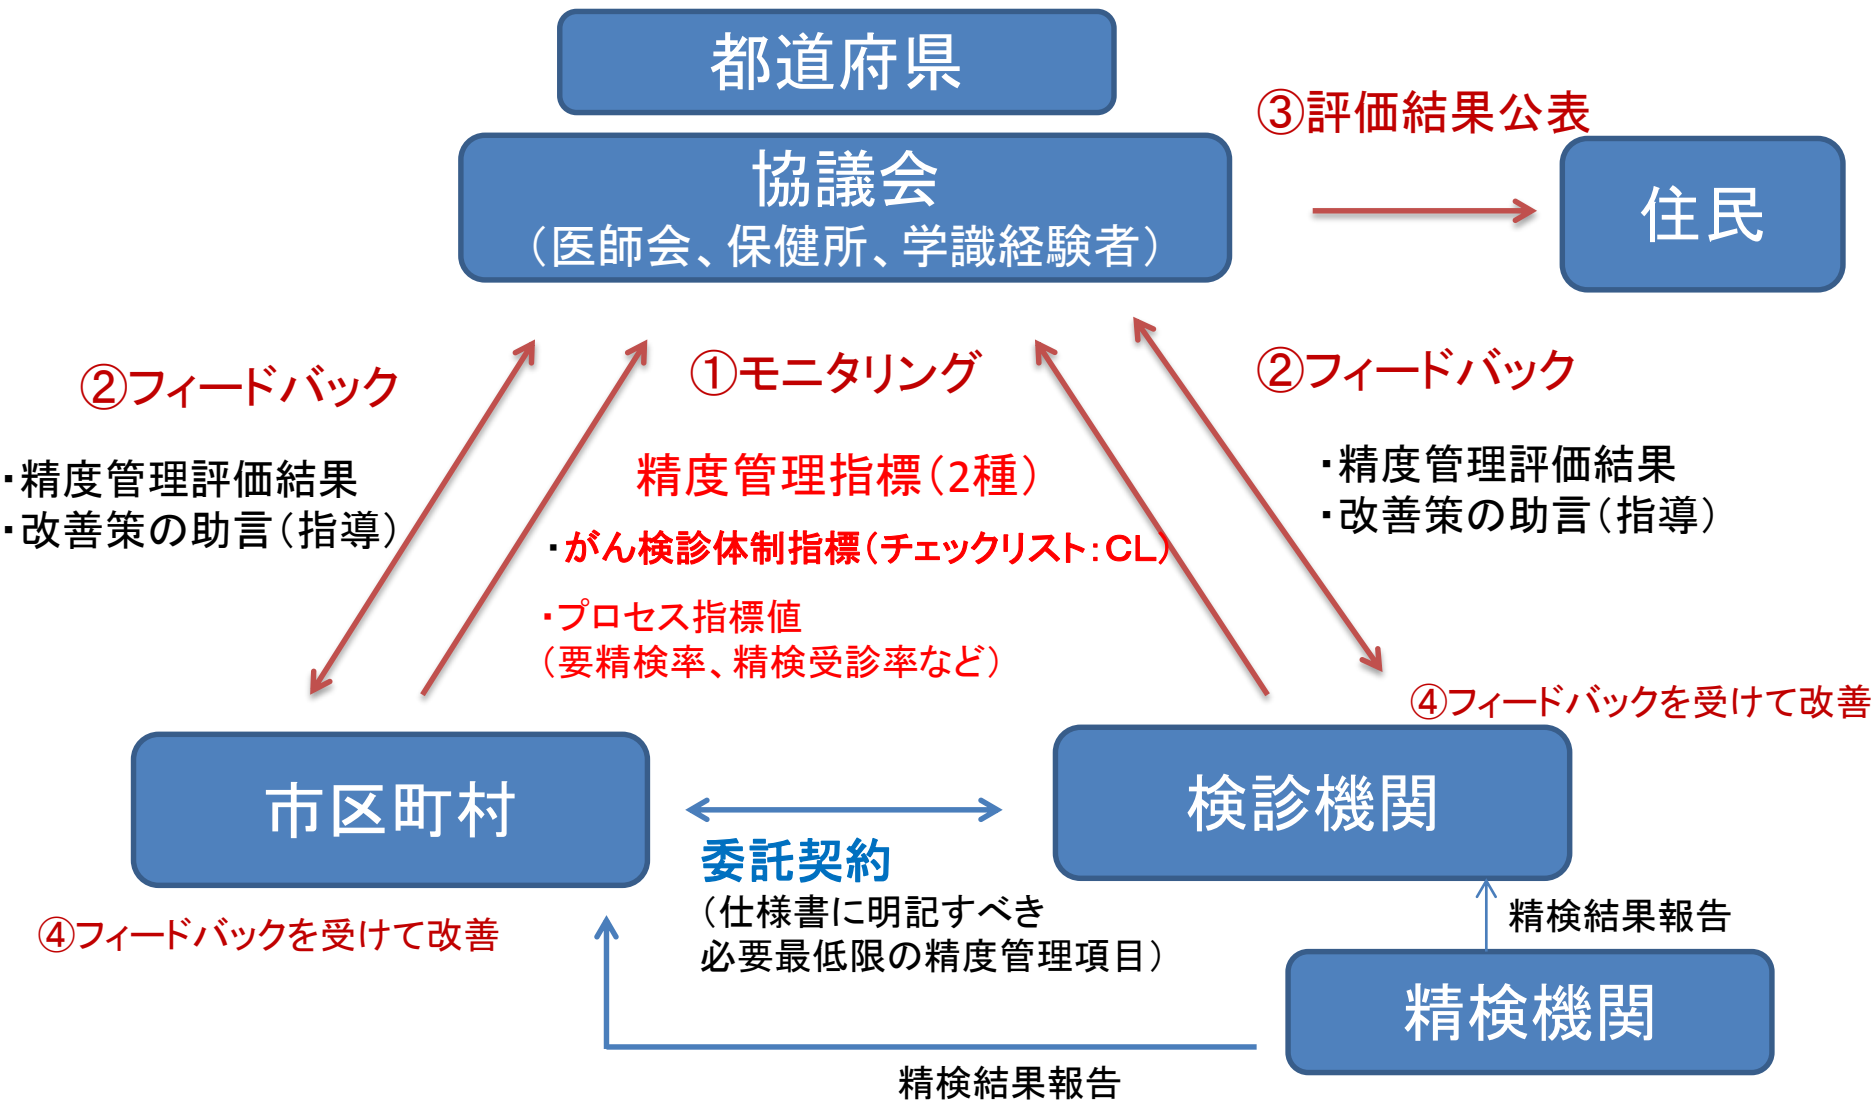 都道府県
③評価結果公表
協議会
（医師会、保健所、学識経験者）
住民
②フィードバック
・精度管理評価結果
・改善策の助言（指導）
①モニタリング
精度管理指標（2種）
・がん検診体制指標（チェックリスト：CL）
・プロセス指標値
（要精検率、精検受診率など）
②フィードバック
・精度管理評価結果
・改善策の助言（指導）
④フィードバックを受けて改善
市区町村
検診機関
委託契約
（仕様書に明記すべき
必要最低限の精度管理項目）
④フィードバックを受けて改善
精検結果報告
精検機関
精検結果報告